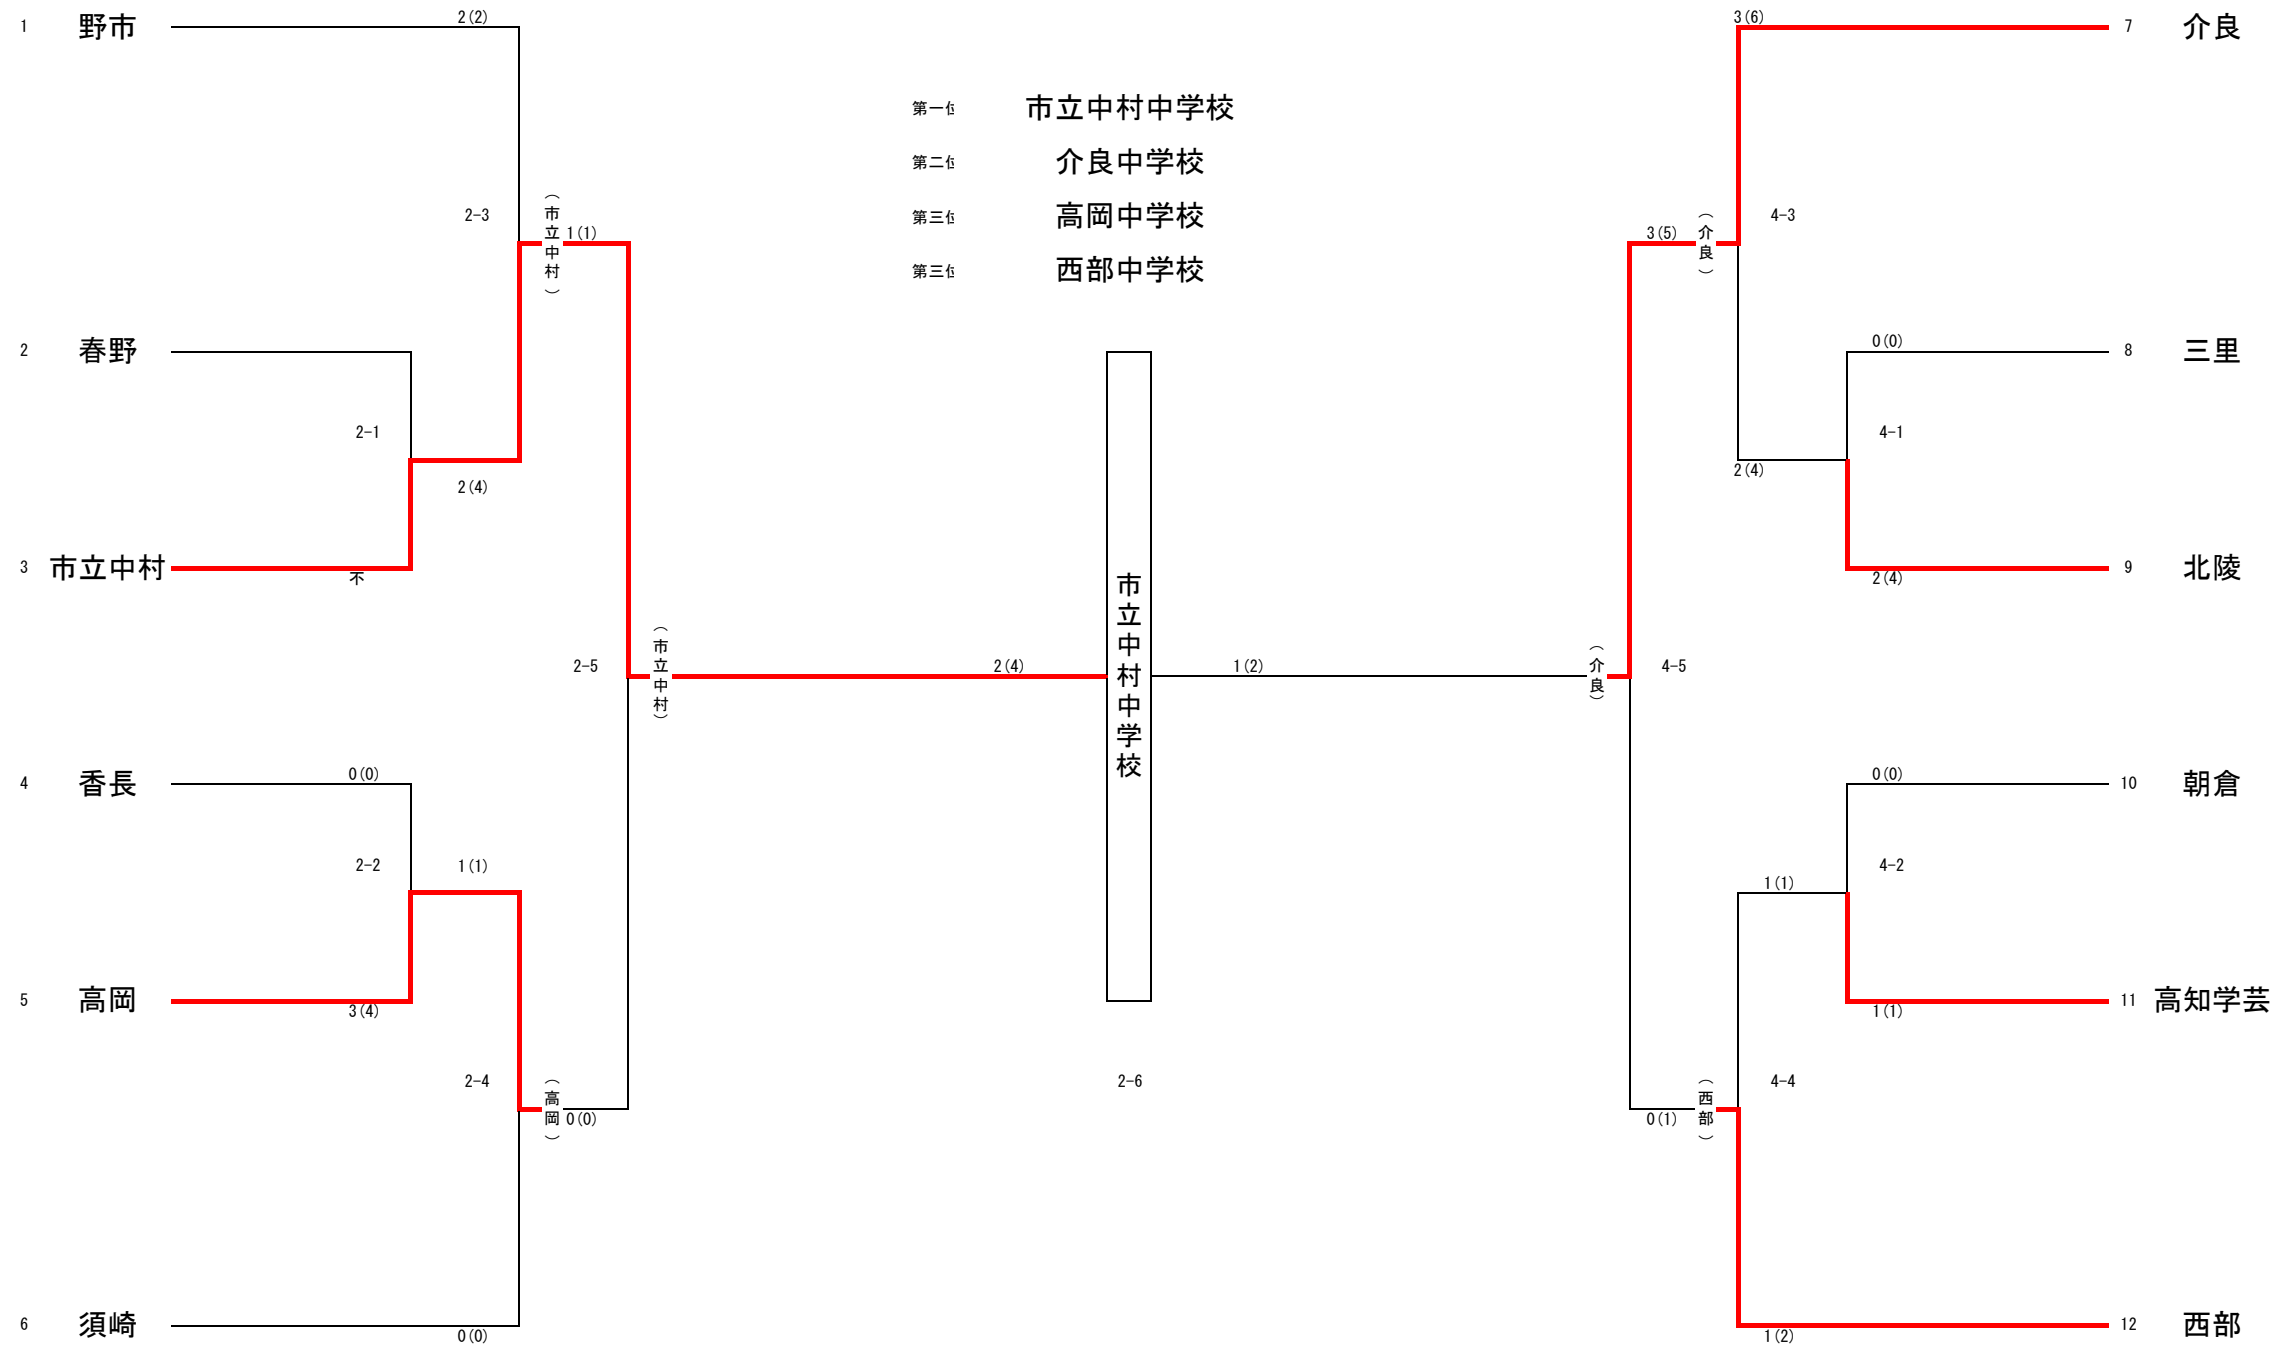 1 野市 2(2)
3(6) 7 介良
第一位 市立中村中学校
第二位 介良中学校
第三位 高岡中学校
第三位 西部中学校
2-3
(市立中村)
1(1)
3(5)
(介良)
4-3
2 春野
0(0) 8 三里
2-1
4-1
2(4)
2(4)
3 市立中村
不
2(4)
9 北陵
2-5
(市立中村)
2(4)
市立中村中学校
1(2)
(介良)
4-5
4 香長 0(0)
0(0) 10 朝倉
2-2
1(1)
1(1)
4-2
5 高岡
3(4)
1(1)
11 高知学芸
2-4
(高岡)
0(0)
2-6
0(1)
(西部)
4-4
6 須崎
0(0)
1(2)
12 西部